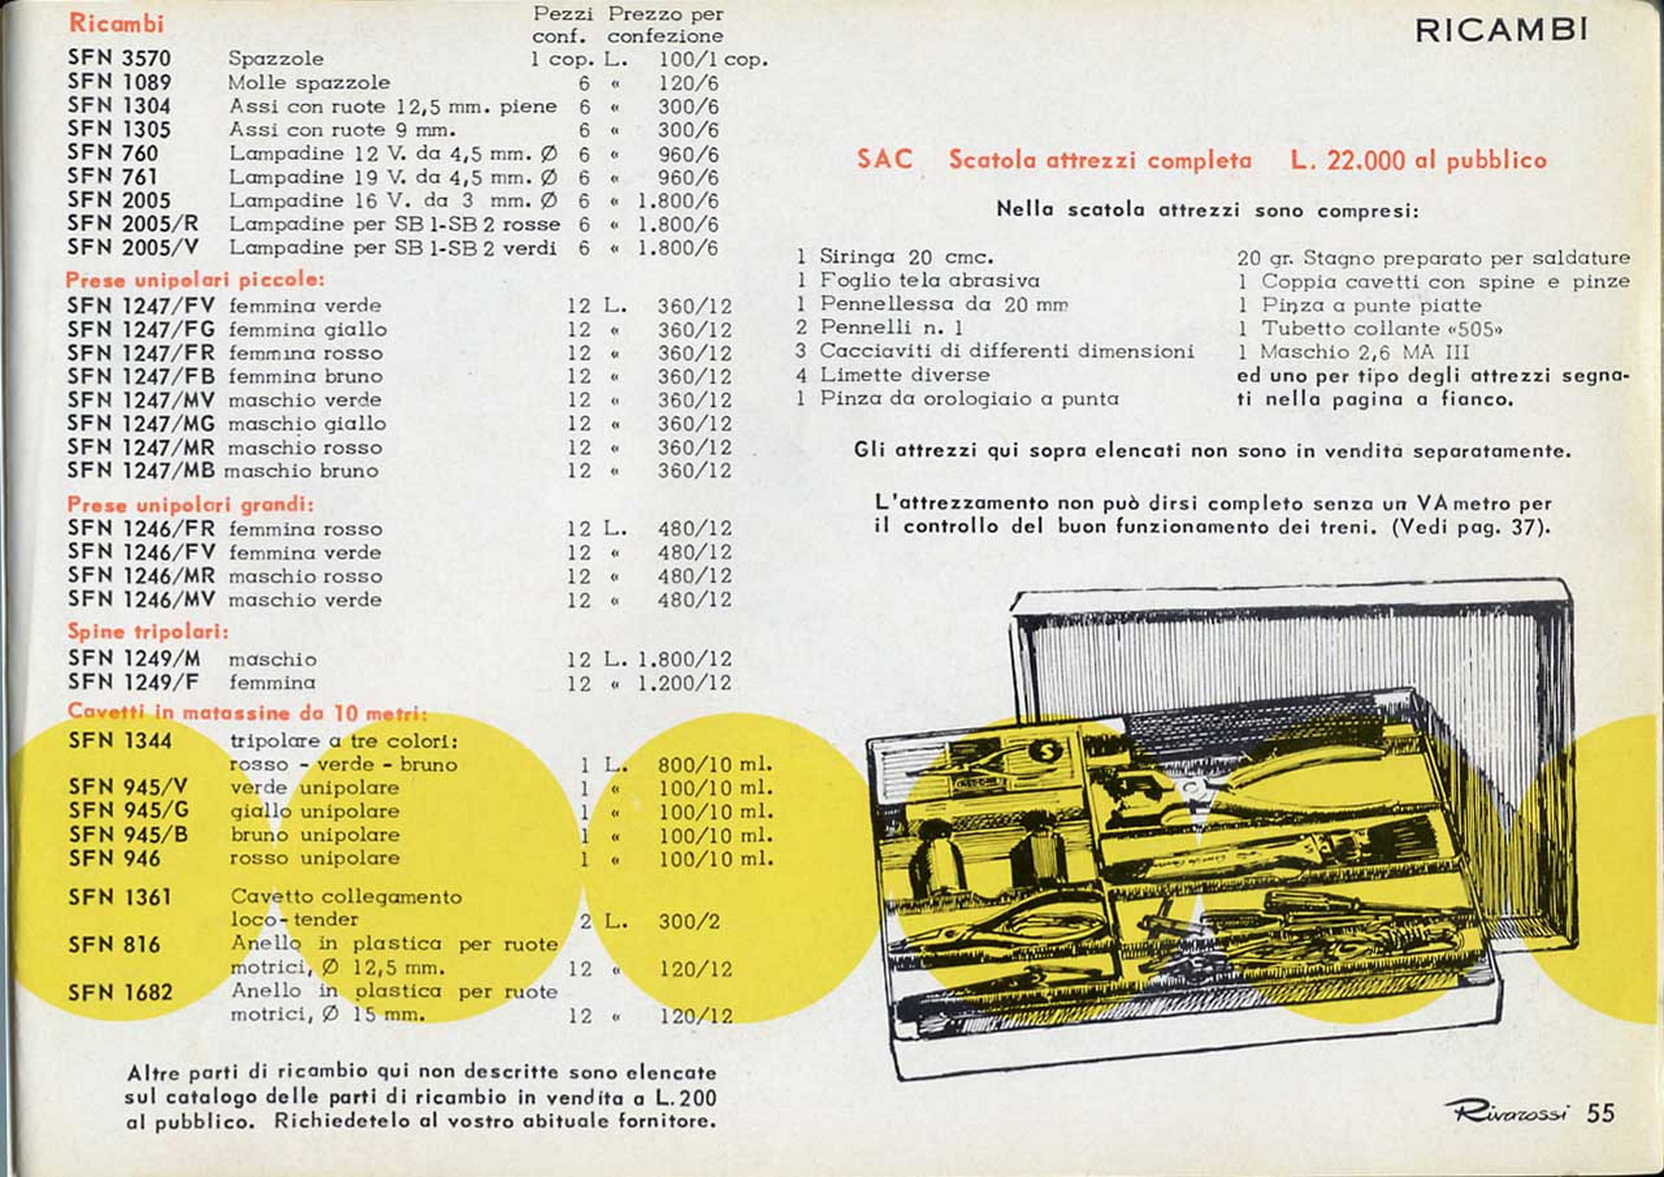 Ricambi Pezzi conf. Prezzo per confezione
SFN 3570 Spazzole 1 cop. L. 100/1 cop.
SFN 1089 Molle spazzole 6 « 120/6
SFN 1304 Assi con ruote 12,5 mm. piene 6 « 300/6
SFN 1305 Assi con ruote 9 mm. 6 « 300/6
SFN 760 Lampadine 12 V. da 4,5 mm. Ø 6 « 960/6
SFN 761 Lampadine 19 V. da 4,5 mm. Ø 6 « 960/6
SFN 2005 Lampadine 16 V. da 3 mm. Ø 6 « 1.800/6
SFN 2005/R Lampadine per SB 1-SB 2 rosse 6 « 1.800/6
SFN 2005/V Lampadine per SB 1-SB 2 verdi 6 « 1.800/6
Prese unipolari piccole:
SFN 1247/FV femmina verde 12 L. 360/12
SFN 1247/FG femmina giallo 12 « 360/12
SFN 1247/FR femmina rosso 12 « 360/12
SFN 1247/FB femmina bruno 12 « 360/12
SFN 1247/MV maschio verde 12 « 360/12
SFN 1247/MG maschio giallo 12 « 360/12
SFN 1247/MR maschio rosso 12 « 360/12
SFN 1247/MB maschio bruno 12 « 360/12
Prese unipolari grandi:
SFN 1246/FR femmina rosso 12 L. 480/12
SFN 1246/FV femmina verde 12 « 480/12
SFN 1246/MR maschio rosso 12 « 480/12
SFN 1246/MV maschio verde 12 « 480/12
Spine tripolari:
SFN 1249/M maschio 12 L. 1.800/12
SFN 1249/F femmina 12 « 1.200/12
Cavetti in matassine da 10 metri:
SFN 1344 tripolare a tre colori:
rosso - verde - bruno 1 L. 800/10 ml.
SFN 945/V verde unipolare 1 « 100/10 ml.
SFN 945/G giallo unipolare 1 « 100/10 ml.
SFN 945/B bruno unipolare 1 « 100/10 ml.
SFN 946 rosso unipolare 1 « 100/10 ml.
SFN 1361 Cavetto collegamento
loco-tender 2 L. 300/2
SFN 816 Anello in plastica per ruote
motrici, Ø 12,5 mm. 12 « 120/12
SFN 1682 Anello in plastica per ruote
motrici, Ø 15 mm. 12 « 120/12
Altre parti di ricambio qui non descritte sono elencate
sul catalogo delle parti di ricambio in vendita a L. 200
al pubblico. Richiedetelo al vostro abituale fornitore.
RICAMBI
SAC Scatola attrezzi completa L. 22.000 al pubblico
Nella scatola attrezzi sono compresi:
1 Siringa 20 cmc.
1 Foglio tela abrasiva
1 Pennellessa da 20 mm
2 Pennelli n. 1
3 Cacciaviti di differenti dimensioni
4 Limette diverse
1 Pinza da orologiaio a punta
20 gr. Stagno preparato per saldature
1 Coppia cavetti con spine e pinze
1 Pinza a punte piatte
1 Tubetto collante «505»
1 Maschio 2,6 MA III
ed uno per tipo degli attrezzi segna-
ti nella pagina a fianco.
Gli attrezzi qui sopra elencati non sono in vendita separatamente.
L'attrezzamento non può dirsi completo senza un VAmetro per
il controllo del buon funzionamento dei treni. (Vedi pag. 37).
Rivarossi 55